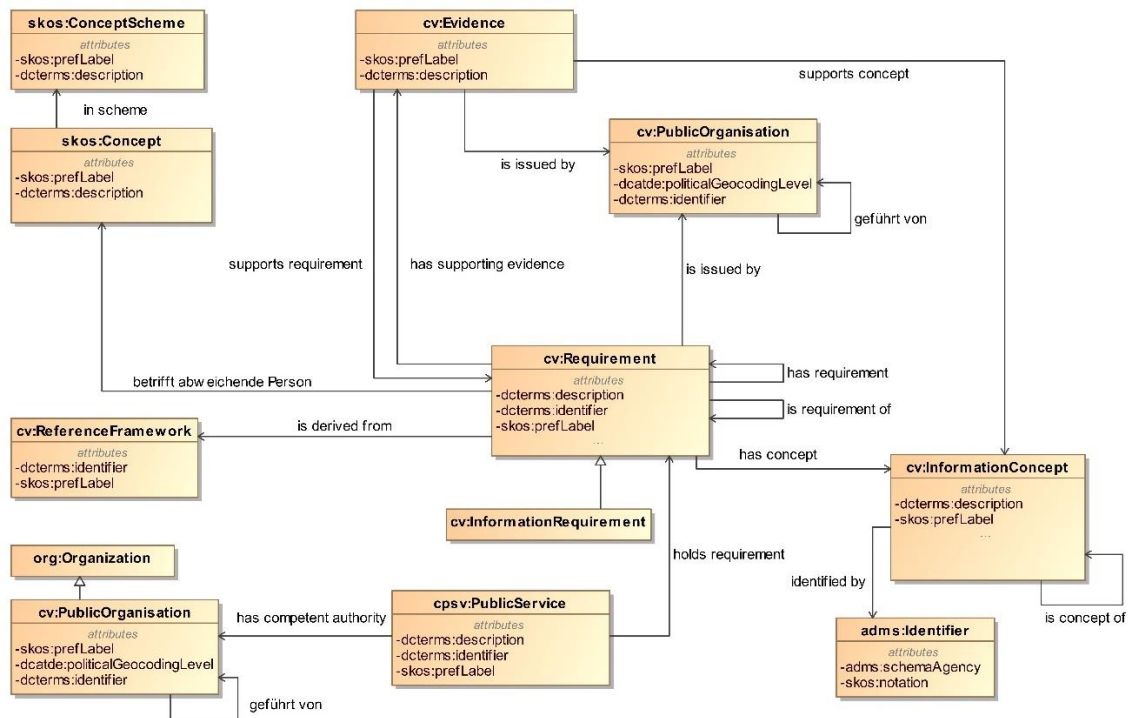 skos:ConceptScheme
attributes
-skos:prefLabel
-dcterms:description
in scheme
skos:Concept
attributes
-skos:prefLabel
-dcterms:description
cv:Evidence
attributes
-skos:prefLabel
-dcterms:description
supports concept
is issued by
cv:PublicOrganisation
attributes
-skos:prefLabel
-dcatde:politicalGeocodingLevel
-dcterms:identifier
geführt von
supports requirement
has supporting evidence
is issued by
betrifft abweichende Person
cv:Requirement
attributes
-dcterms:description
-dcterms:identifier
-skos:prefLabel
...
has requirement
is requirement of
is derived from
cv:ReferenceFramework
attributes
-dcterms:identifier
-skos:prefLabel
has concept
cv:InformationConcept
attributes
-dcterms:description
-skos:prefLabel
...
cv:InformationRequirement
holds requirement
identified by
is concept of
org:Organization
cv:PublicOrganisation
attributes
-skos:prefLabel
-dcatde:politicalGeocodingLevel
-dcterms:identifier
geführt von
has competent authority
cpsv:PublicService
attributes
-dcterms:description
-dcterms:identifier
-skos:prefLabel
adms:Identifier
attributes
-adms:schemaAgency
-skos:notation